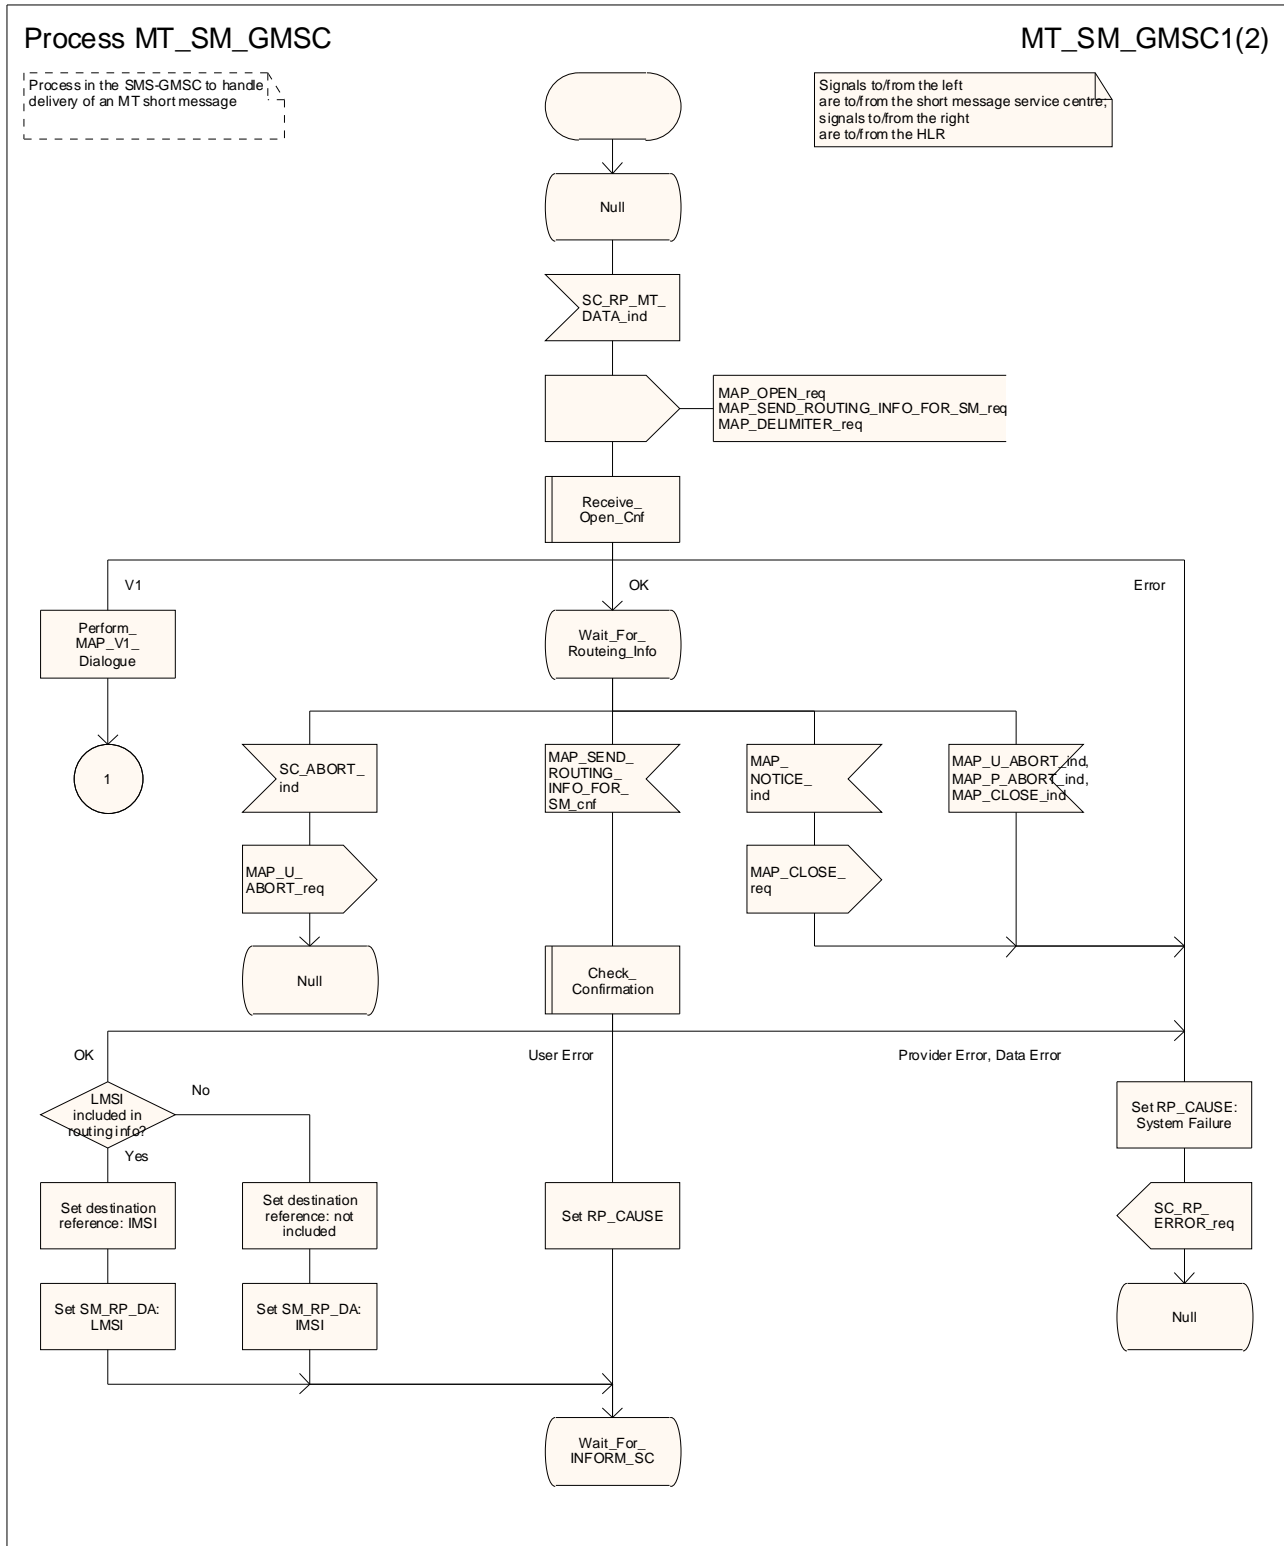 Process MT_SM_GMSC
MT_SM_GMSC1(2)
Process in the SMS-GMSC to handle
delivery of an MT short message
Signals to/from the left
are to/from the short message service centre;
signals to/from the right
are to/from the HLR
Null
SC_RP_MT_
DATA_ind
MAP_OPEN_req
MAP_SEND_ROUTING_INFO_FOR_SM_req
MAP_DELIMITER_req
Receive_
Open_Cnf
V1
OK
Error
Perform_
MAP_V1_
Dialogue
Wait_For_
Routeing_Info
1
SC_ABORT_
ind
MAP_SEND_
ROUTING_
INFO_FOR_
SM_cnf
MAP_
NOTICE_
ind
MAP_U_ABORT_ind,
MAP_P_ABORT_ind,
MAP_CLOSE_ind
MAP_U_
ABORT_req
MAP_CLOSE_
req
Null
Check_
Confirmation
OK
User Error
Provider Error, Data Error
LMSI
included in
routing info?
No
Yes
Set RP_CAUSE:
System Failure
Set destination
reference: IMSI
Set destination
reference: not
included
Set RP_CAUSE
SC_RP_
ERROR_req
Set SM_RP_DA:
LMSI
Set SM_RP_DA:
IMSI
Null
Wait_For_
INFORM_SC